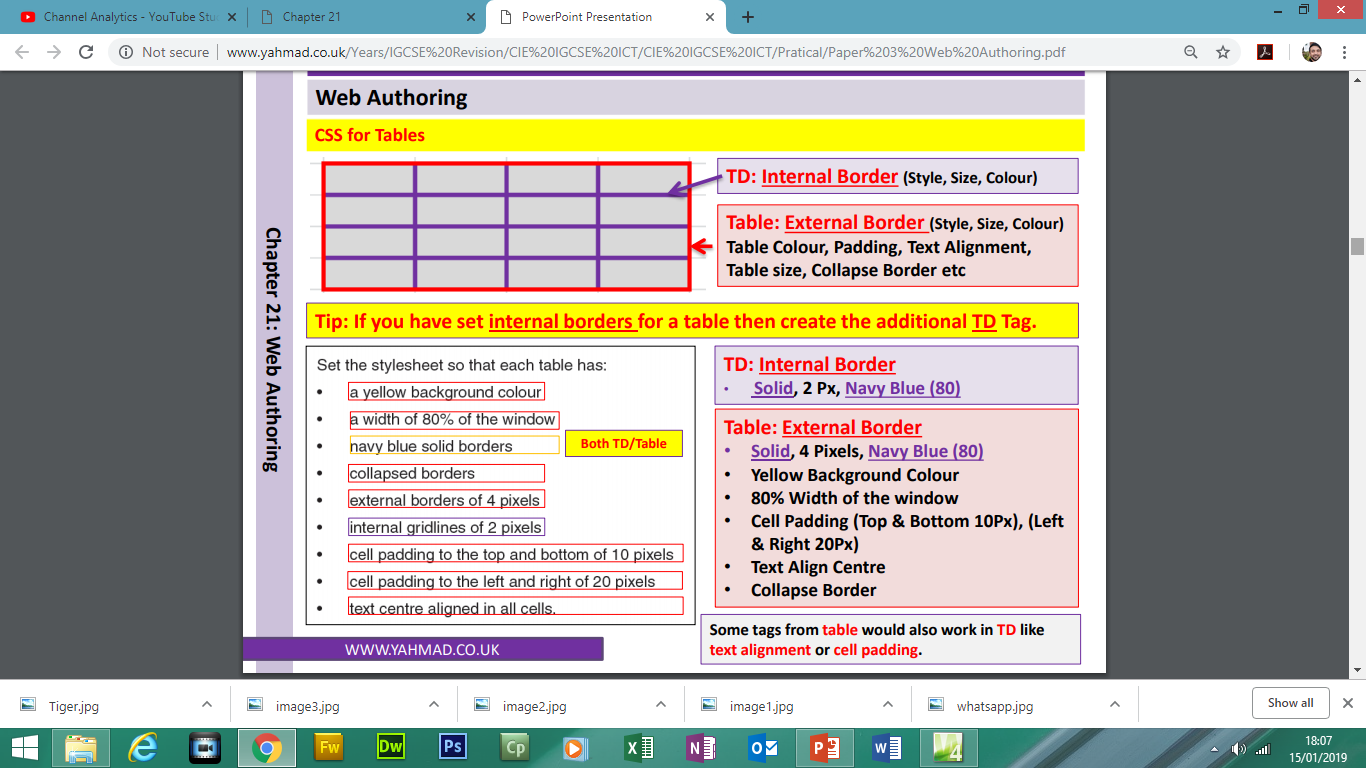 Channel Analytics - YouTube Stu
Chapter 21
PowerPoint Presentation
Not secure
www.yahmad.co.uk/Years/IGCSE%20Revision/CIE%20IGCSE%20ICT/CIE%20IGCSE%20ICT/Pratical/Paper%203%20Web%20Authoring.pdf
Chapter 21: Web Authoring
Web Authoring
CSS for Tables
TD: Internal Border (Style, Size, Colour)
Table: External Border (Style, Size, Colour)
Table Colour, Padding, Text Alignment,
Table size, Collapse Border etc
Tip: If you have set internal borders for a table then create the additional TD Tag.
Set the stylesheet so that each table has:
• a yellow background colour
• a width of 80% of the window
• navy blue solid borders
Both TD/Table
• collapsed borders
• external borders of 4 pixels
• internal gridlines of 2 pixels
• cell padding to the top and bottom of 10 pixels
• cell padding to the left and right of 20 pixels
• text centre aligned in all cells.
TD: Internal Border
• Solid, 2 Px, Navy Blue (80)
Table: External Border
• Solid, 4 Pixels, Navy Blue (80)
• Yellow Background Colour
• 80% Width of the window
• Cell Padding (Top & Bottom 10Px), (Left
& Right 20Px)
• Text Align Centre
• Collapse Border
Some tags from table would also work in TD like
text alignment or cell padding.
WWW.YAHMAD.CO.UK
Tiger.jpg
image3.jpg
image2.jpg
image1.jpg
whatsapp.jpg
Show all
Fw
Dw
Ps
Cp
X
N
O
P
W
4
18:07
15/01/2019